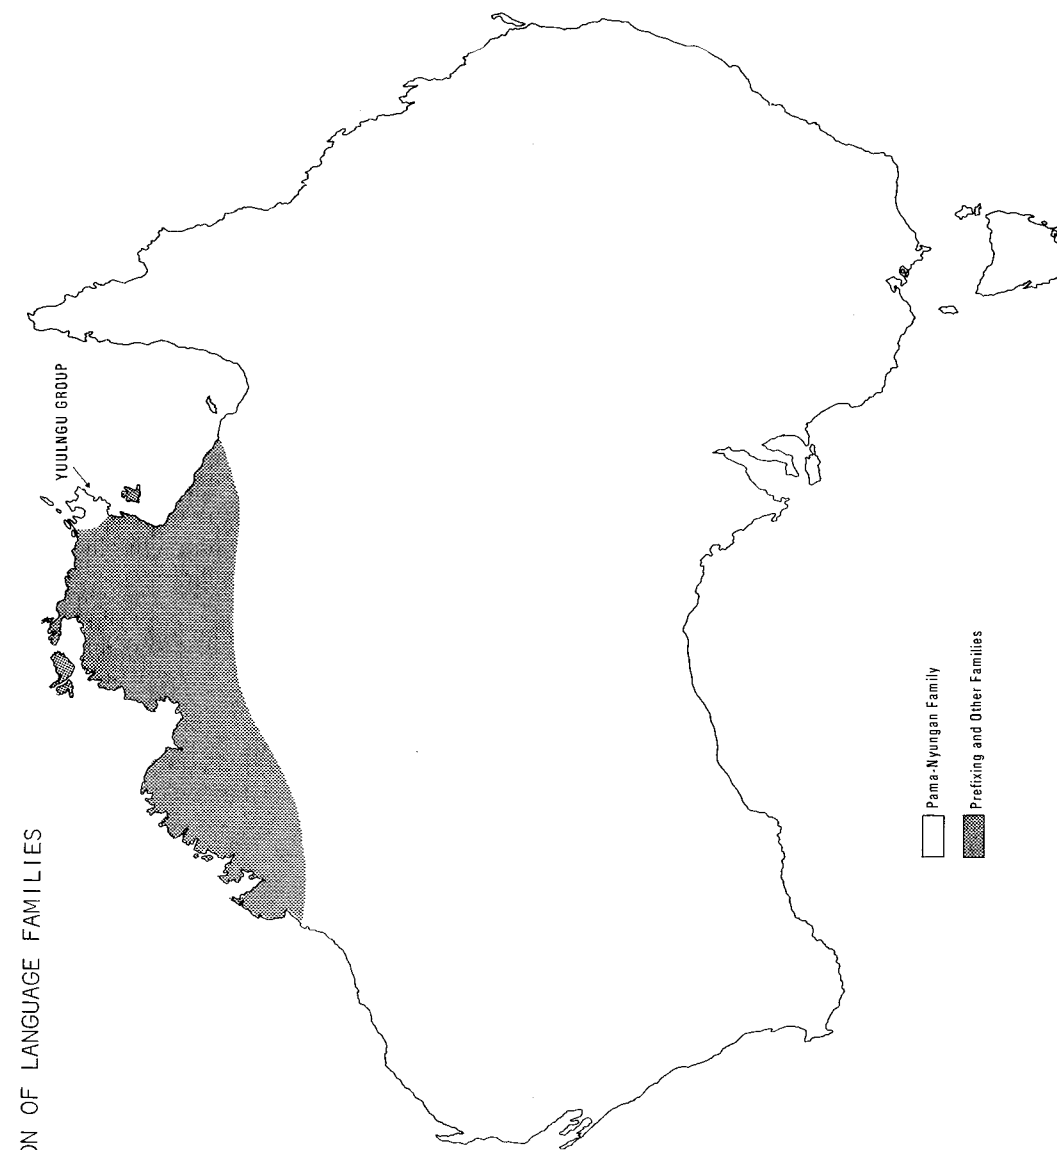 ON OF LANGUAGE FAMILIES
YUULNGU GROUP
Pama-Nyungan Family
Prefixing and Other Families